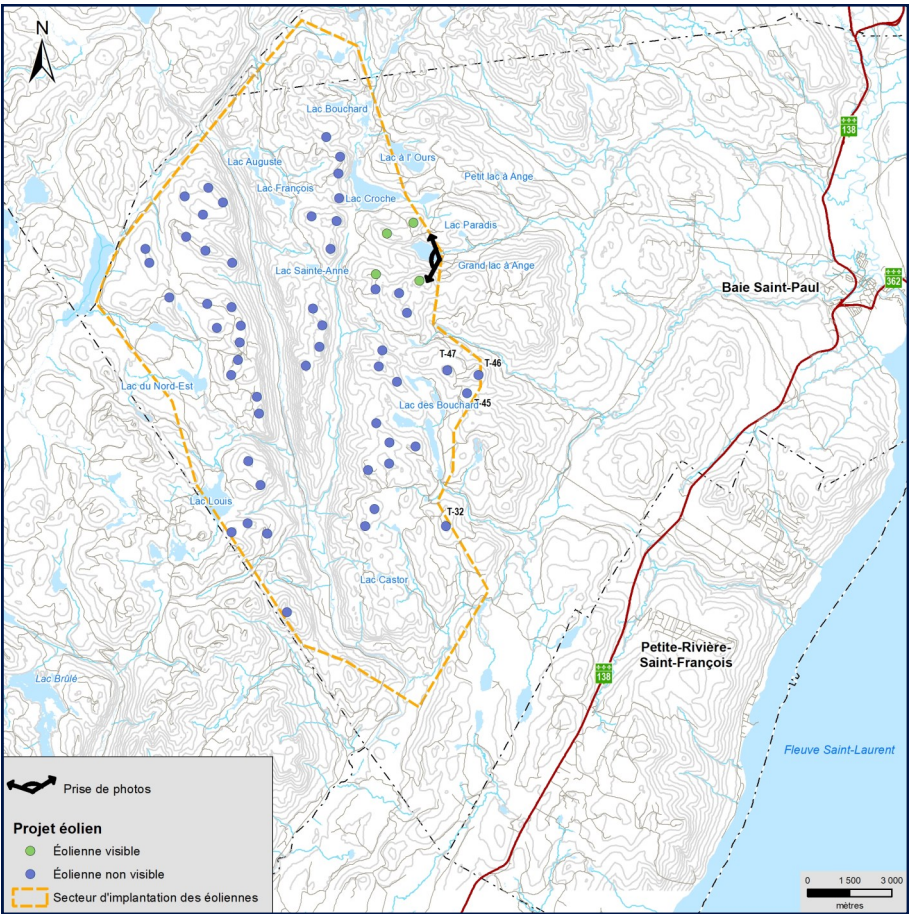 N
138
Lac Bouchard
Lac Auguste
Lac à l' Ours
Petit lac à Ange
Lac François
Lac Croche
Lac Paradis
Lac Sainte-Anne
Grand lac à Ange
362
Baie Saint-Paul
T-47
T-46
Lac du Nord-Est
Lac des Bouchard
T-45
Lac Louis
T-32
Lac Castor
Petite-Rivière-
Saint-François
138
Lac Brûlé
Fleuve Saint-Laurent
Prise de photos
Projet éolien
Éolienne visible
Éolienne non visible
Secteur d'implantation des éoliennes
0 1 500 3 000
mètres